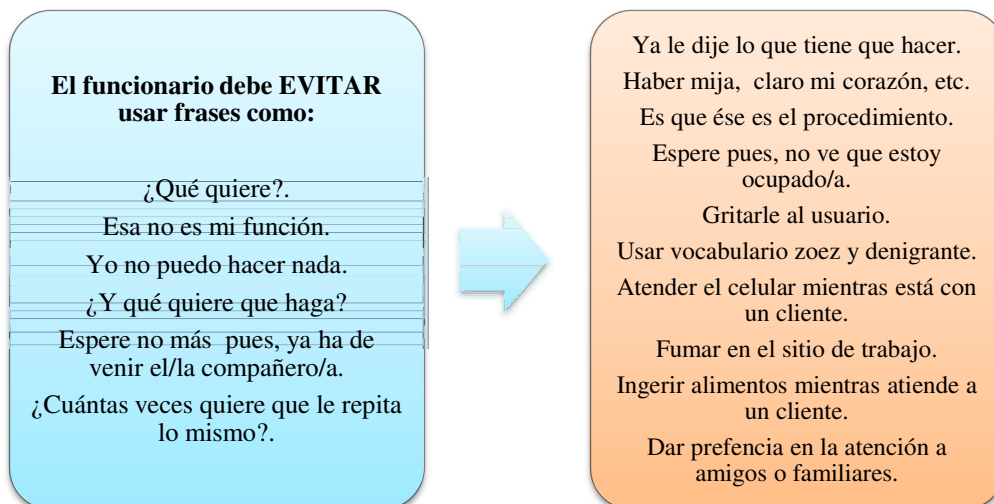 El funcionario debe EVITAR
usar frases como:
¿Qué quiere?.
Esa no es mi función.
Yo no puedo hacer nada.
¿Y qué quiere que haga?
Espere no más  pues, ya ha de
venir el/la compañero/a.
¿Cuántas veces quiere que le repita
lo mismo?.
Ya le dije lo que tiene que hacer.
Haber mija,  claro mi corazón, etc.
Es que ése es el procedimiento.
Espere pues, no ve que estoy
ocupado/a.
Gritarle al usuario.
Usar vocabulario zoez y denigrante.
Atender el celular mientras está con
un cliente.
Fumar en el sitio de trabajo.
Ingerir alimentos mientras atiende a
un cliente.
Dar prefencia en la atención a
amigos o familiares.